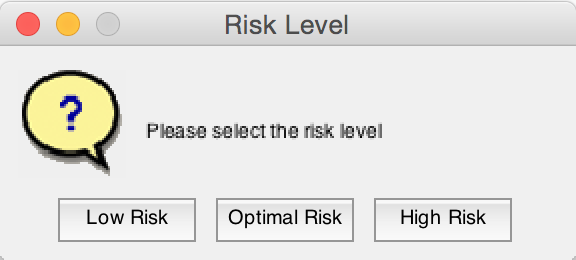 Risk Level
?
Please select the risk level
Low Risk
Optimal Risk
High Risk